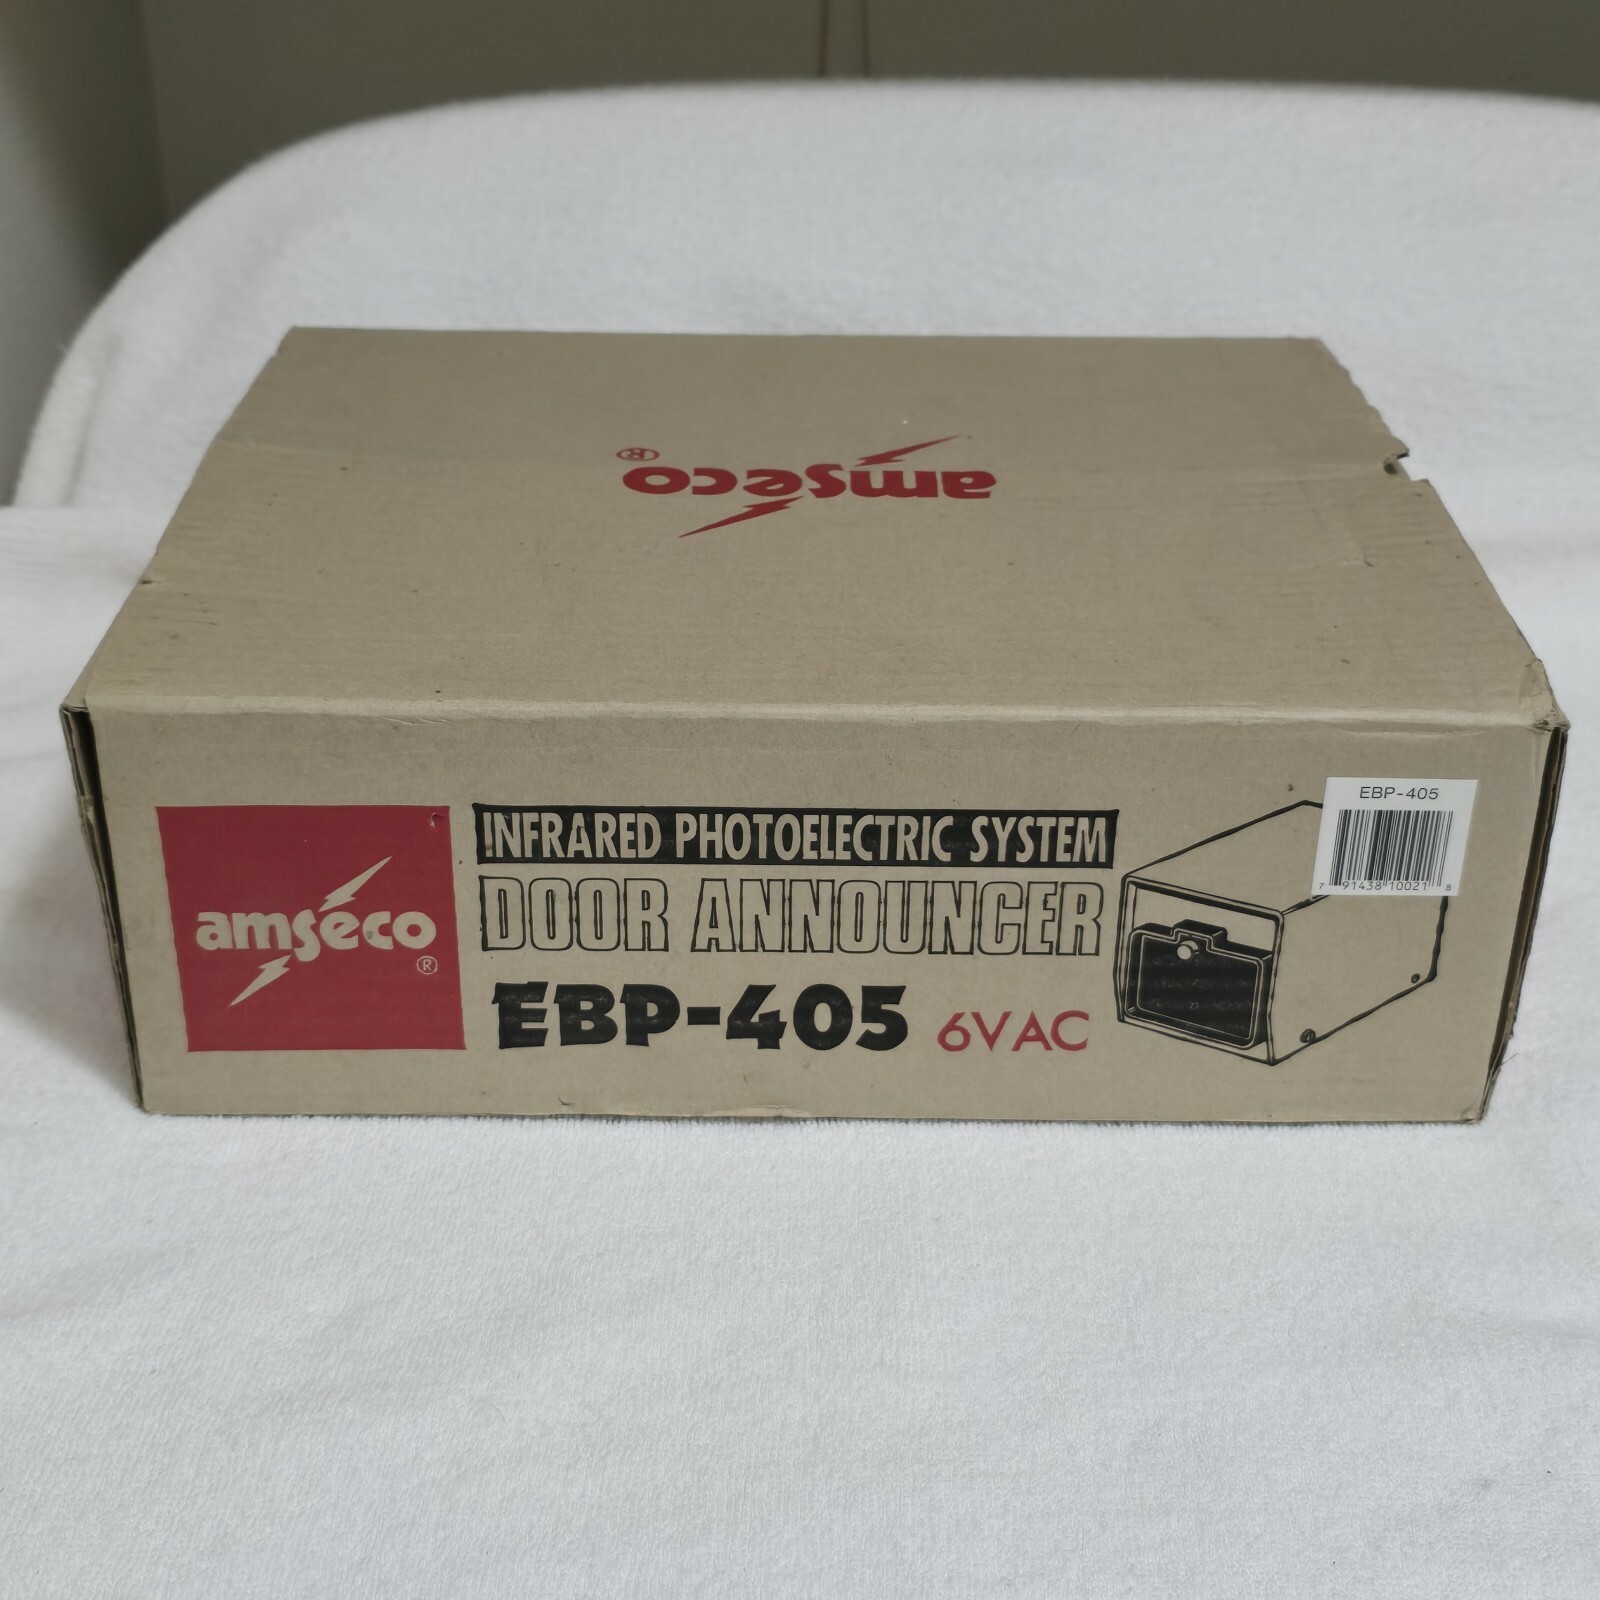 amseco®
amseco®
INFRARED PHOTOELECTRIC SYSTEM
DOOR ANNOUNCER
EBP-405 6VAC
EBP-405
7 91438 10021 8